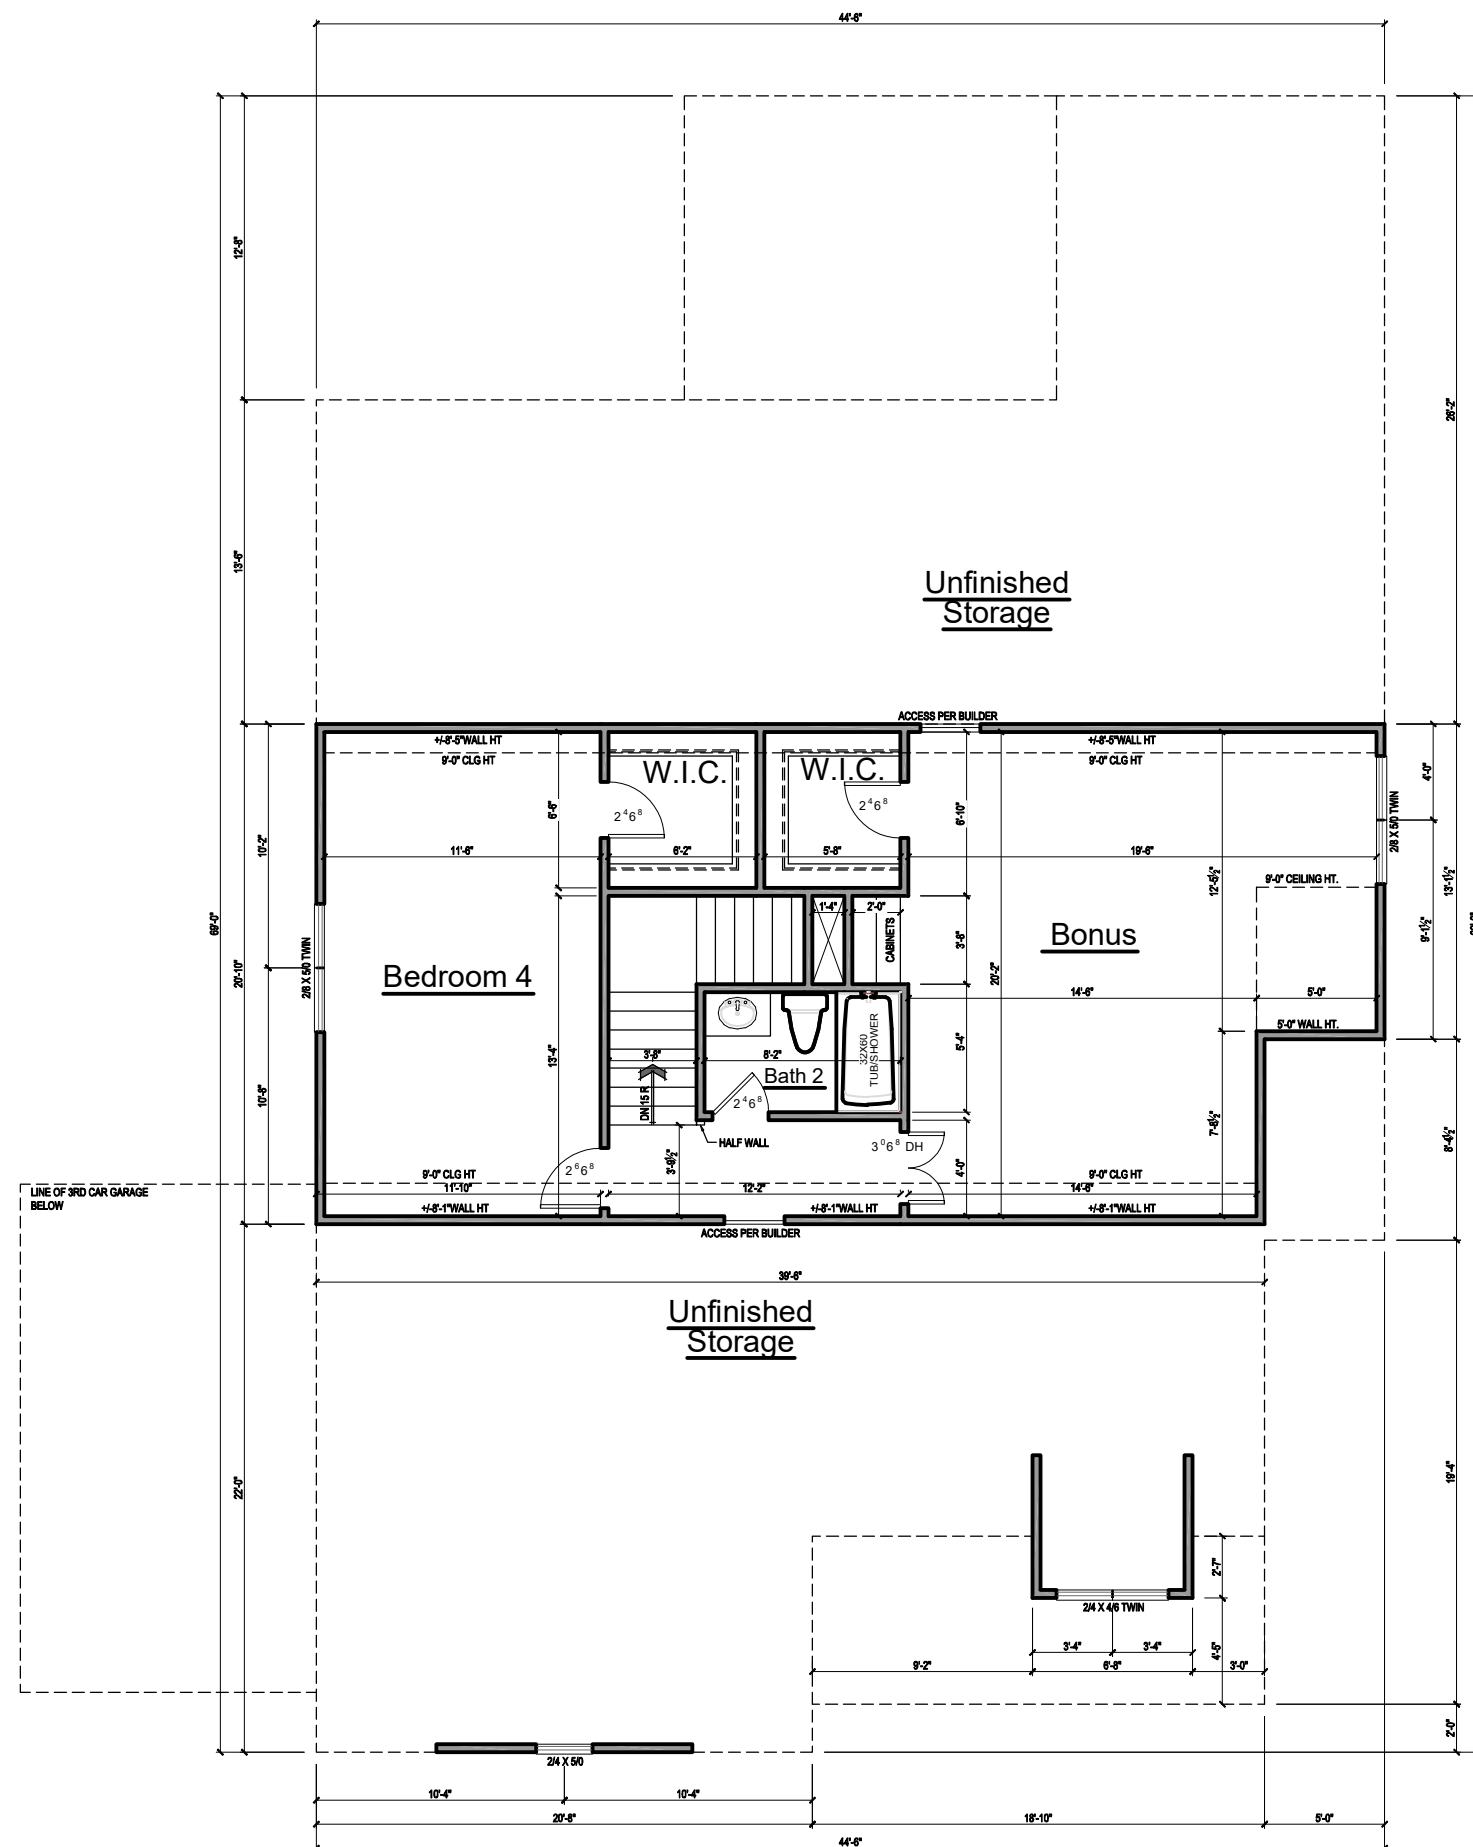 44'-6"
12'-8"
26'-2"
13'-6"
Unfinished
Storage
ACCESS PER BUILDER
+/-8'-5"WALL HT
+/-8'-5"WALL HT
9'-0" CLG HT
9'-0" CLG HT
W.I.C.
W.I.C.
4'-0"
2/8 X 5/0 TWIN
2⁴6⁸
2⁴6⁸
6'-6"
6'-10"
10'-2"
11'-6"
6'-2"
5'-8"
19'-6"
12'-5½"
13'-1½"
9'-0" CEILING HT.
69'-0"
1'-4"
2'-0"
CABINETS
3'-8"
9'-1½"
Bonus
2/8 X 5/0 TWIN
20'-10"
Bedroom 4
20'-2"
14'-6"
5'-0"
5'-0" WALL HT.
32X60
TUB/SHOWER
5'-4"
13'-4"
3'-8"
8'-2"
Bath 2
10'-8"
DN 15 R
2⁴6⁸
7'-8½"
HALF WALL
3⁰6⁸ DH
8'-4½"
3'-9½"
4'-0"
2⁶6⁸
9'-0" CLG HT
9'-0" CLG HT
LINE OF 3RD CAR GARAGE
BELOW
11'-10"
12'-2"
14'-6"
+/-8'-1"WALL HT
+/-8'-1"WALL HT
+/-8'-1"WALL HT
ACCESS PER BUILDER
39'-6"
Unfinished
Storage
22'-0"
19'-4"
2'-7"
2/4 X 4/6 TWIN
3'-4"
3'-4"
4'-5"
9'-2"
6'-8"
3'-0"
2'-0"
2/4 X 5/0
10'-4"
10'-4"
20'-8"
18'-10"
5'-0"
44'-6"